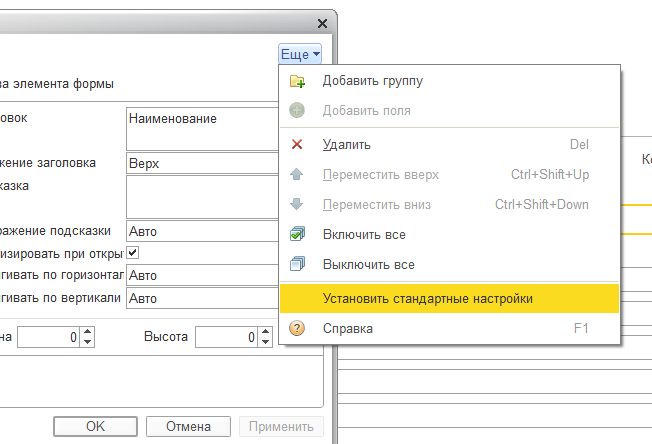 Еще
ва элемента формы
Добавить группу
Добавить поля
Удалить Del
Переместить вверх Ctrl+Shift+Up
Переместить вниз Ctrl+Shift+Down
Включить все
Выключить все
Установить стандартные настройки
Справка F1
овок Наименование
жение заголовка Верх
казка
ражение подсказки Авто
изировать при откры
гивать по горизонтал Авто
гивать по вертикали Авто
на 0 Высота 0
OK Отмена Применить
Ко